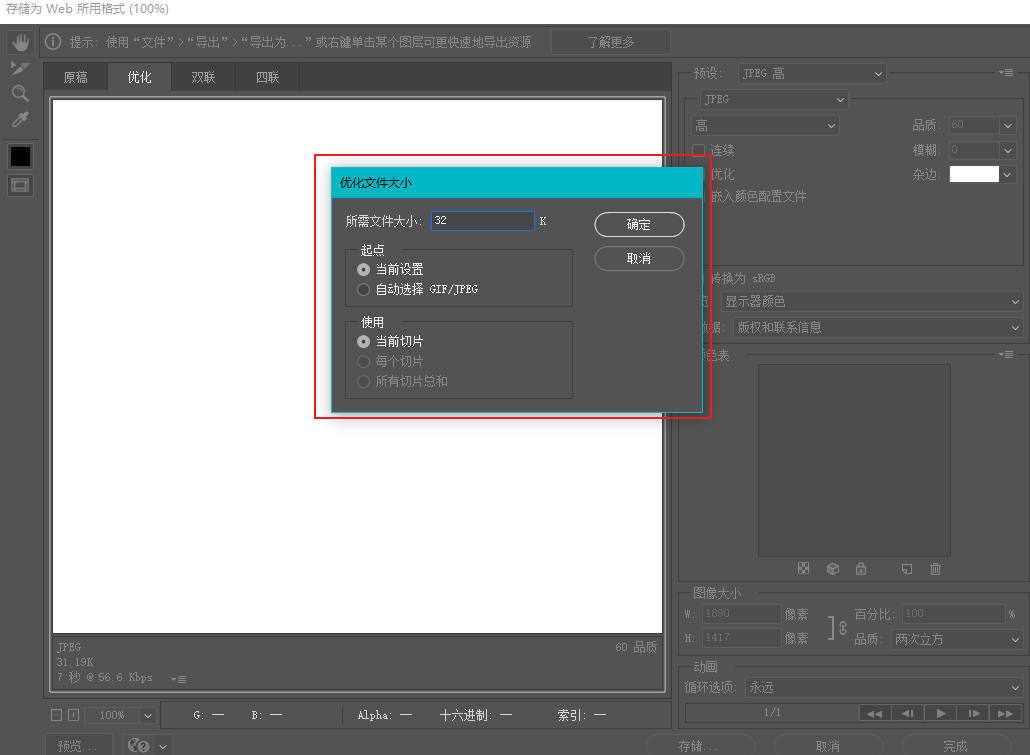 存储为 Web 所用格式 (100%)
提示: 使用 “文件” > “导出” > “导出为...” 或右键单击某个图层可更快速地导出资源
了解更多
原稿
优化
双联
四联
预设:
JPEG 高
JPEG
高
品质:
60
连续
模糊:
0
优化
杂边:
嵌入颜色配置文件
优化文件大小
所需文件大小:
32
K
确定
取消
起点
当前设置
自动选择 GIF/JPEG
使用
当前切片
每个切片
所有切片总和
转换为 sRGB
显示器颜色
数据:
版权和联系信息
颜色表
图像大小
W:
1890
像素
百分比:
100
%
H:
1417
像素
品质:
两次立方
动画
循环选项:
永远
1/1
JPEG
31.19K
7 秒 @ 56.6 Kbps
60 品质
100%
G: —
B: —
Alpha: —
十六进制: —
索引: —
预览...
存储...
取消
完成